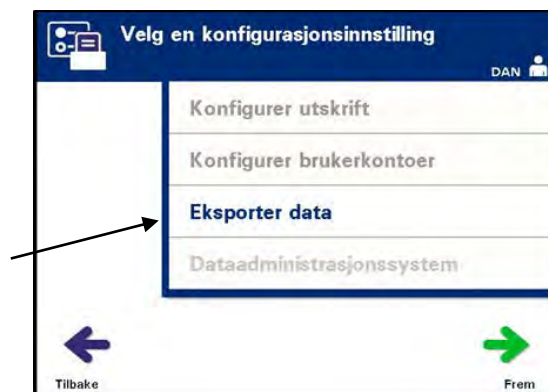 Velg en konfigurasjonsinnstilling
DAN
Konfigurer utskrift
Konfigurer brukerkontoer
Eksporter data
Dataadministrasjonssystem
Tilbake
Frem